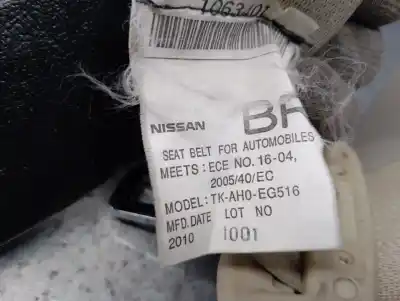 NISSAN BF
SEAT BELT FOR AUTOMOBILES
MEETS: ECE NO. 16-04,
2005/40/EC
MODEL: TK-AH0-EG516
MFD.DATE LOT NO
2010 1001